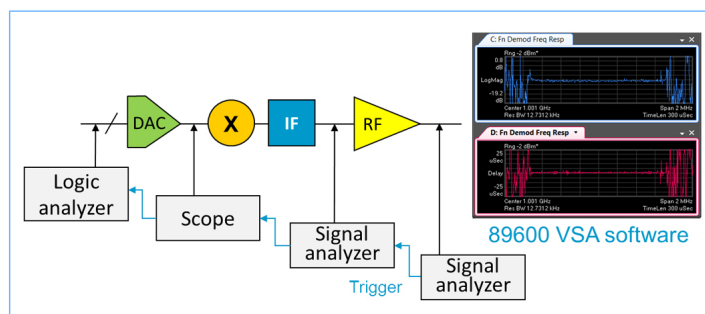 C: Fn Demod Freq Resp
Rng -2 dBm*
0.8
dB
LogMag
-19.2
dB
Center 1.001 GHz
Span 2 MHz
Res BW 12.7312 kHz
TimeLen 300 uSec
D: Fn Demod Freq Resp
Rng -2 dBm*
25
uSec
Delay
-25
uSec
Center 1.001 GHz
Span 2 MHz
Res BW 12.7312 kHz
TimeLen 300 uSec
89600 VSA software
DAC
X
IF
RF
Logic
analyzer
Scope
Signal
analyzer
Trigger
Signal
analyzer